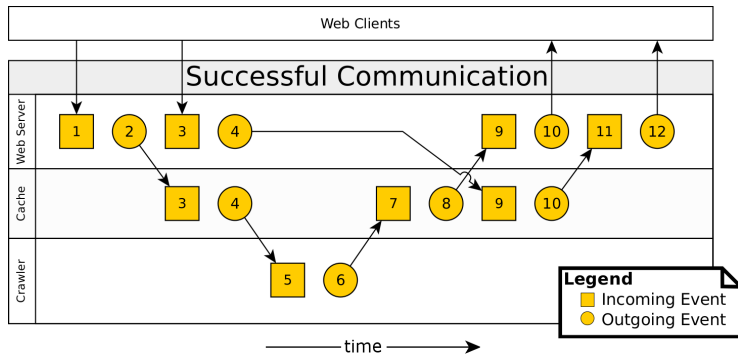 Web Clients
Successful Communication
Web Server
1 2 3 4 9 10 11 12
Cache
3 4 7 8 9 10
Crawler
5 6
Legend
Incoming Event
Outgoing Event
time